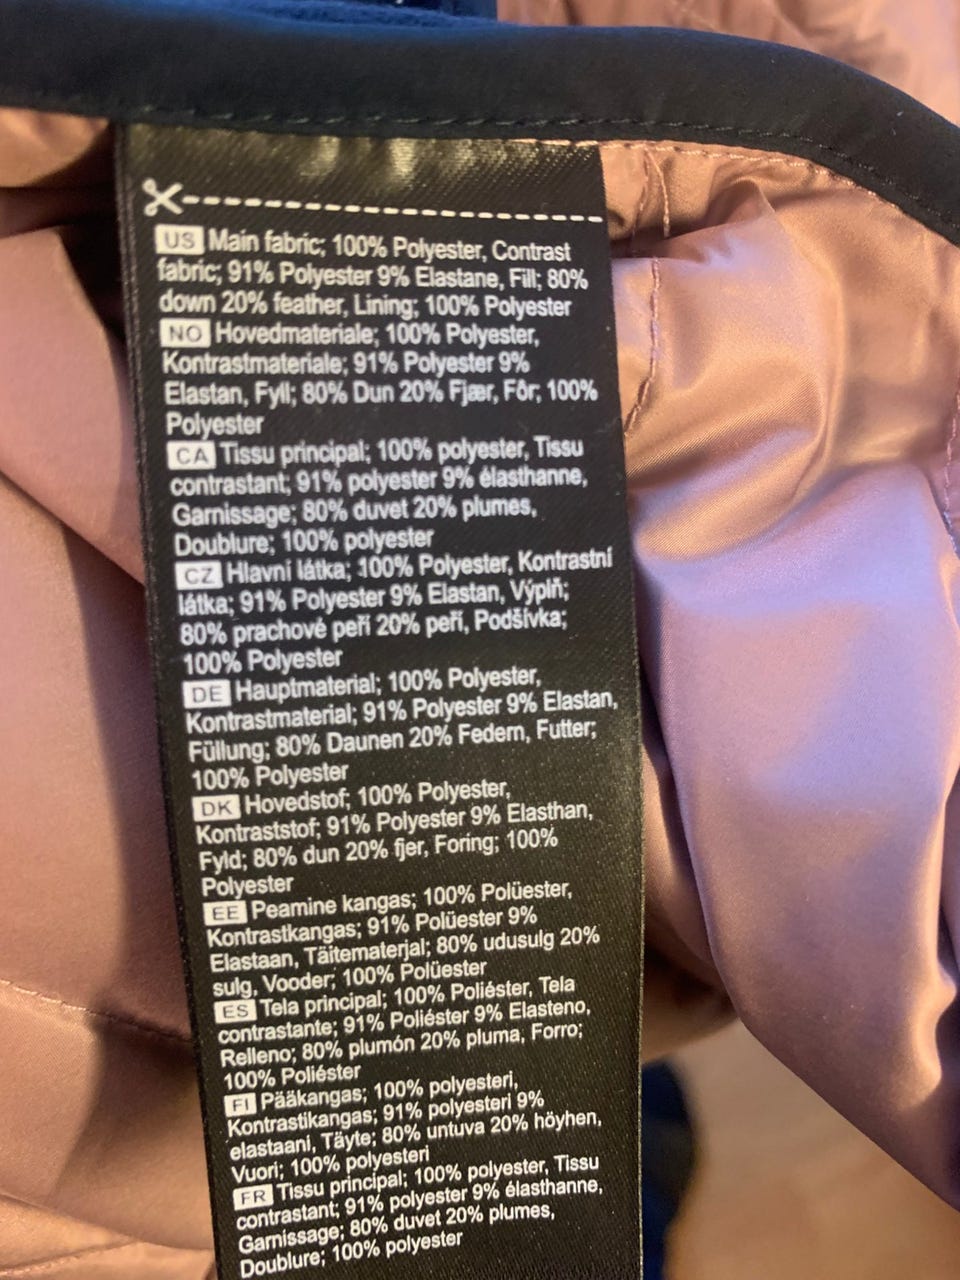 US Main fabric; 100% Polyester, Contrast
fabric; 91% Polyester 9% Elastane, Fill; 80%
down 20% feather, Lining; 100% Polyester
NO Hovedmateriale; 100% Polyester,
Kontrastmateriale; 91% Polyester 9%
Elastan, Fyll; 80% Dun 20% Fjær, Fôr; 100%
Polyester
CA Tissu principal; 100% polyester, Tissu
contrastant; 91% polyester 9% élasthanne,
Garnissage; 80% duvet 20% plumes,
Doublure; 100% polyester
CZ Hlavní látka; 100% Polyester, Kontrastní
látka; 91% Polyester 9% Elastan, Výplň;
80% prachové peří 20% peří, Podšívka;
100% Polyester
DE Hauptmaterial; 100% Polyester,
Kontrastmaterial; 91% Polyester 9% Elastan,
Füllung; 80% Daunen 20% Federn, Futter;
100% Polyester
DK Hovedstof; 100% Polyester,
Kontraststof; 91% Polyester 9% Elasthan,
Fyld; 80% dun 20% fjer, Foring; 100%
Polyester
EE Peamine kangas; 100% Polüester,
Kontrastkangas; 91% Polüester 9%
Elastaan, Täitematerjal; 80% udusulg 20%
sulg, Vooder; 100% Polüester
ES Tela principal; 100% Poliéster, Tela
contrastante; 91% Poliéster 9% Elasteno,
Relleno; 80% plumón 20% pluma, Forro;
100% Poliéster
FI Pääkangas; 100% polyesteri,
Kontrastikangas; 91% polyesteri 9%
elastaani, Täyte; 80% untuva 20% höyhen,
Vuori; 100% polyesteri
FR Tissu principal; 100% polyester, Tissu
contrastant; 91% polyester 9% élasthanne,
Garnissage; 80% duvet 20% plumes,
Doublure; 100% polyester